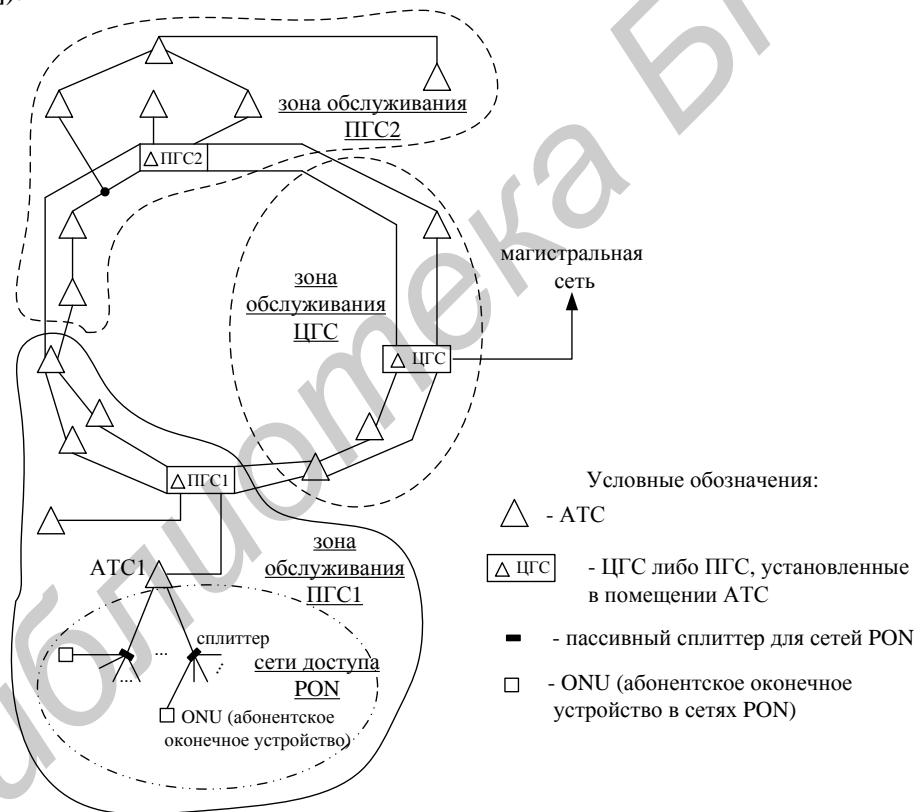 зона обслуживания
ПГС2
ПГС2
магистральная
сеть
зона
обслуживания
ЦГС
ЦГС
ПГС1
Условные обозначения:
- АТС
АТС1
зона
обслуживания
ПГС1
ЦГС
- ЦГС либо ПГС, установленные
в помещении АТС
сплиттер
...
...
- пассивный сплиттер для сетей PON
сети доступа
PON
...
...
ONU (абонентское
оконечное устройство)
- ONU (абонентское оконечное
устройство в сетях PON)